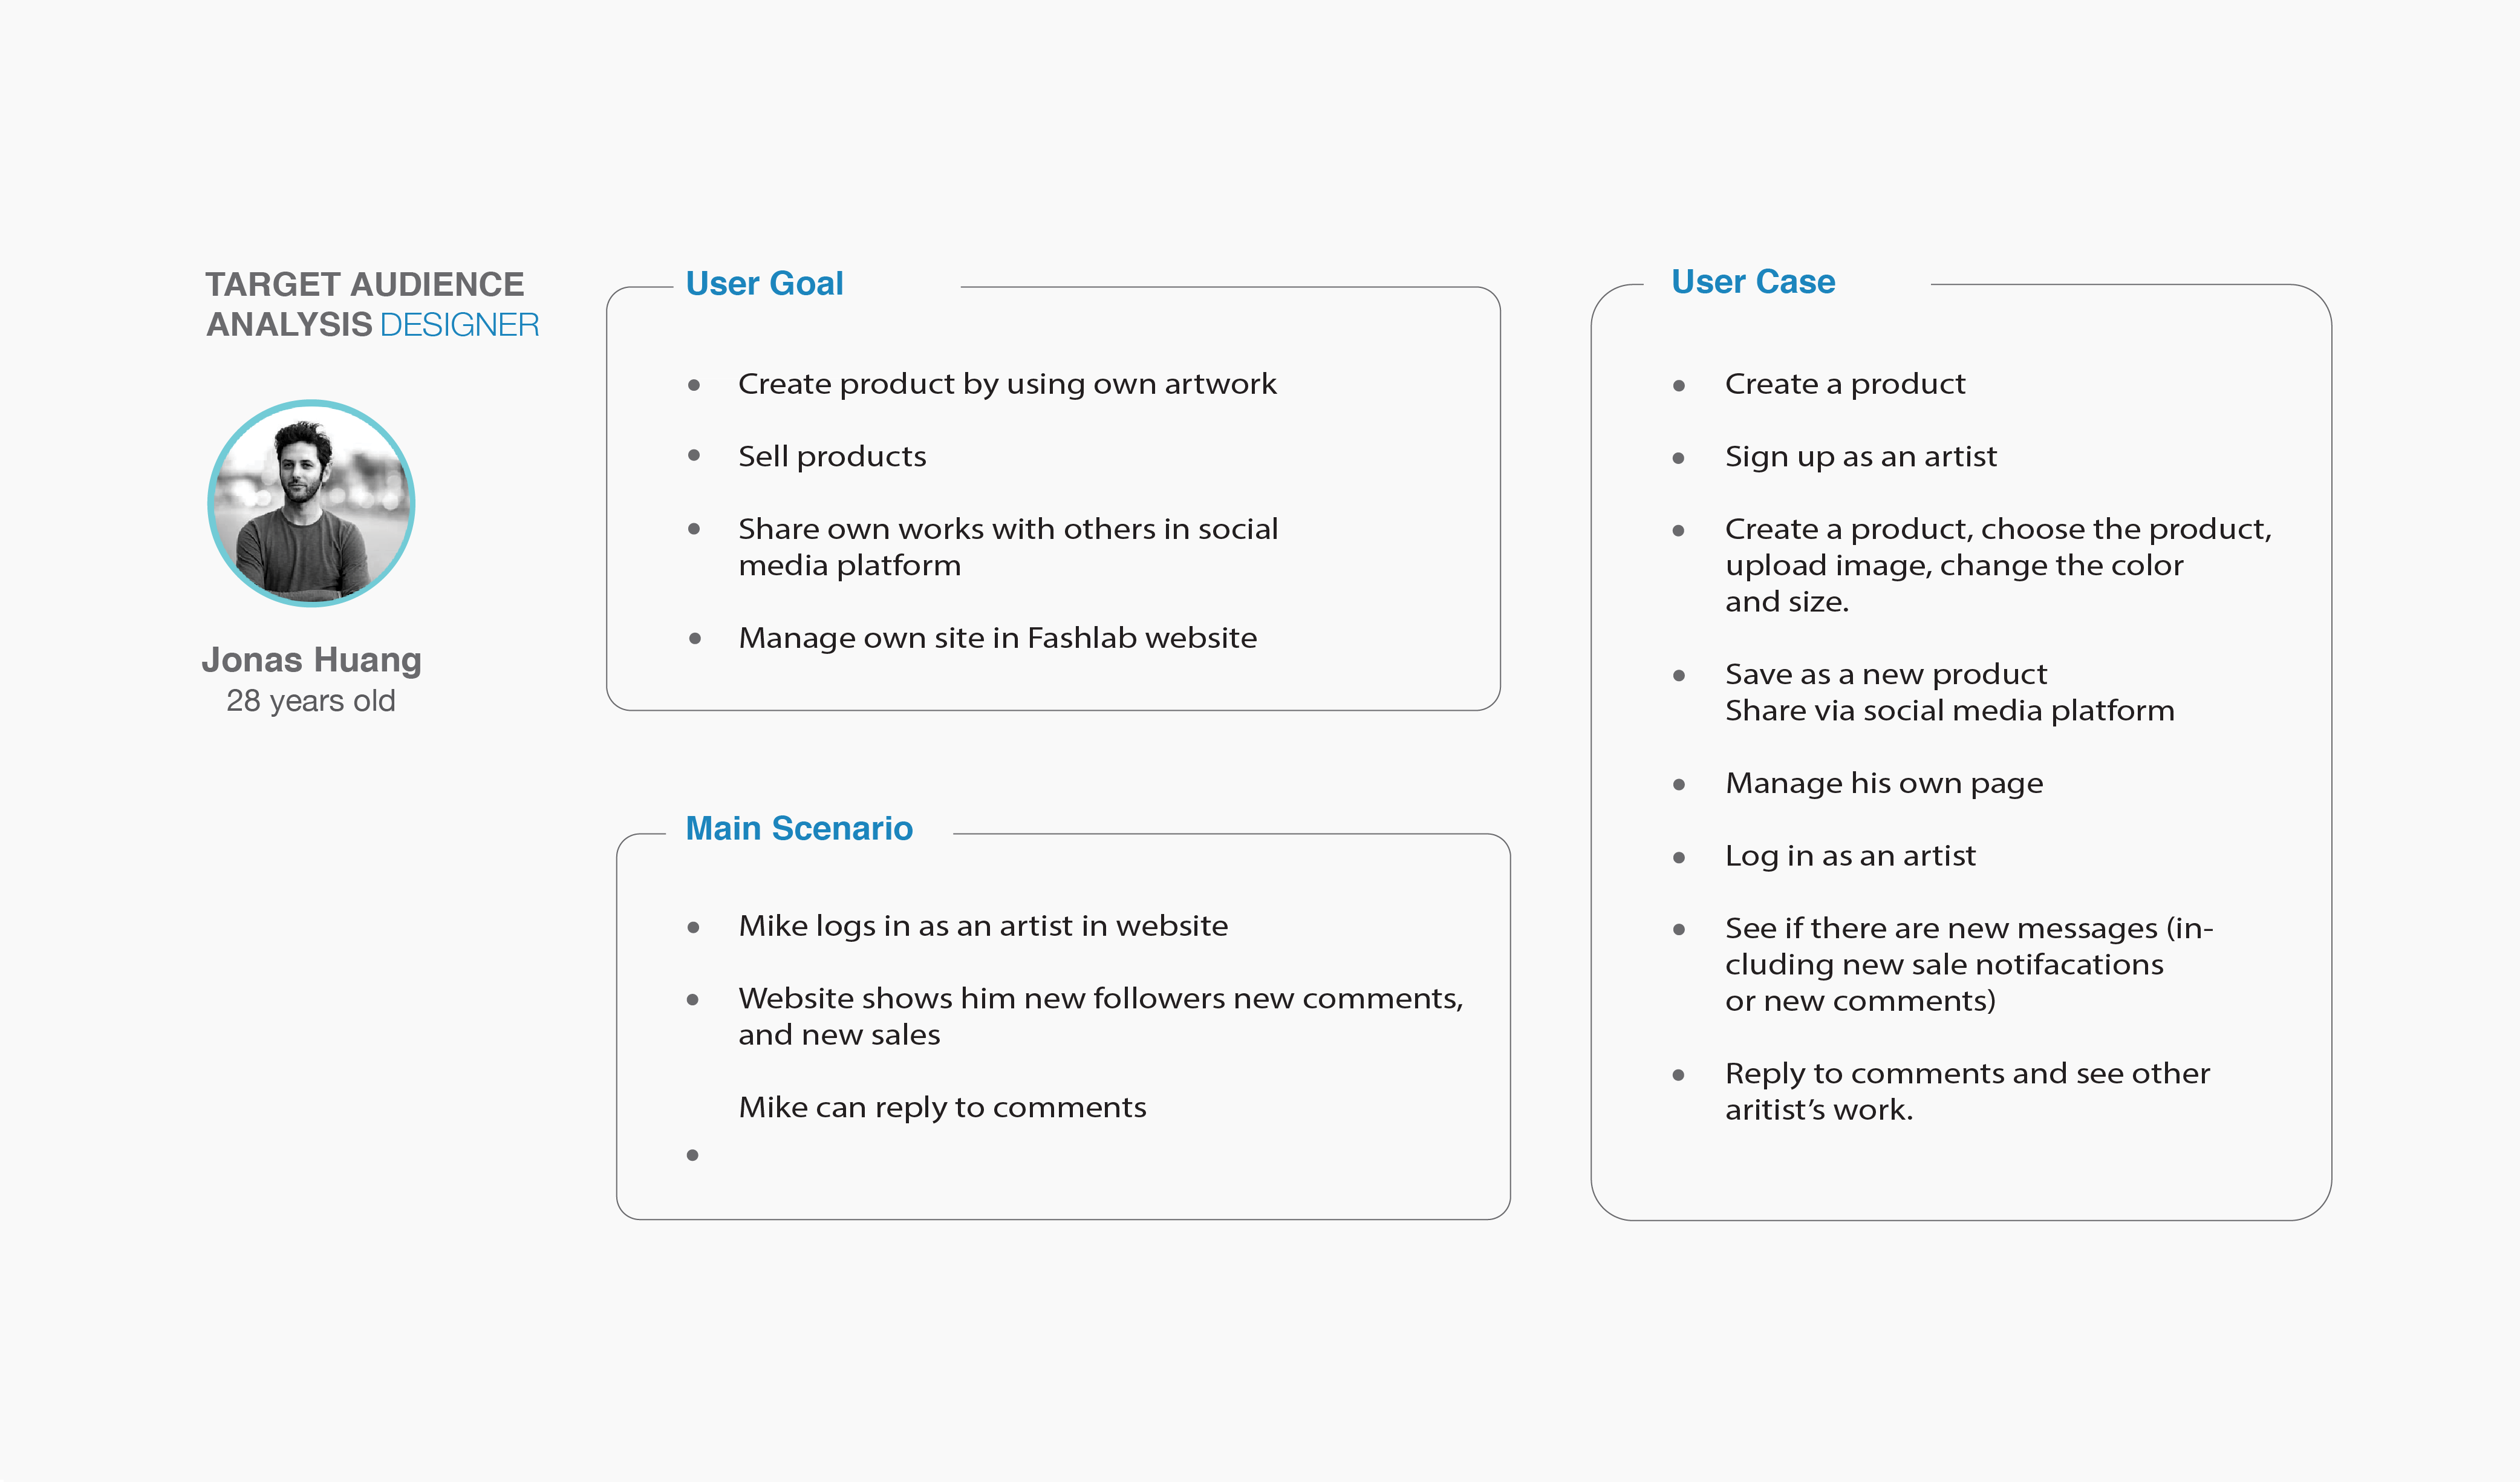 TARGET AUDIENCE
ANALYSIS DESIGNER
Jonas Huang
28 years old
User Goal
• Create product by using own artwork
• Sell products
• Share own works with others in social
media platform
• Manage own site in Fashlab website
Main Scenario
• Mike logs in as an artist in website
• Website shows him new followers new comments,
and new sales
Mike can reply to comments
•
User Case
• Create a product
• Sign up as an artist
• Create a product, choose the product,
upload image, change the color
and size.
• Save as a new product
Share via social media platform
• Manage his own page
• Log in as an artist
• See if there are new messages (in-
cluding new sale notifacations
or new comments)
• Reply to comments and see other
aritist’s work.